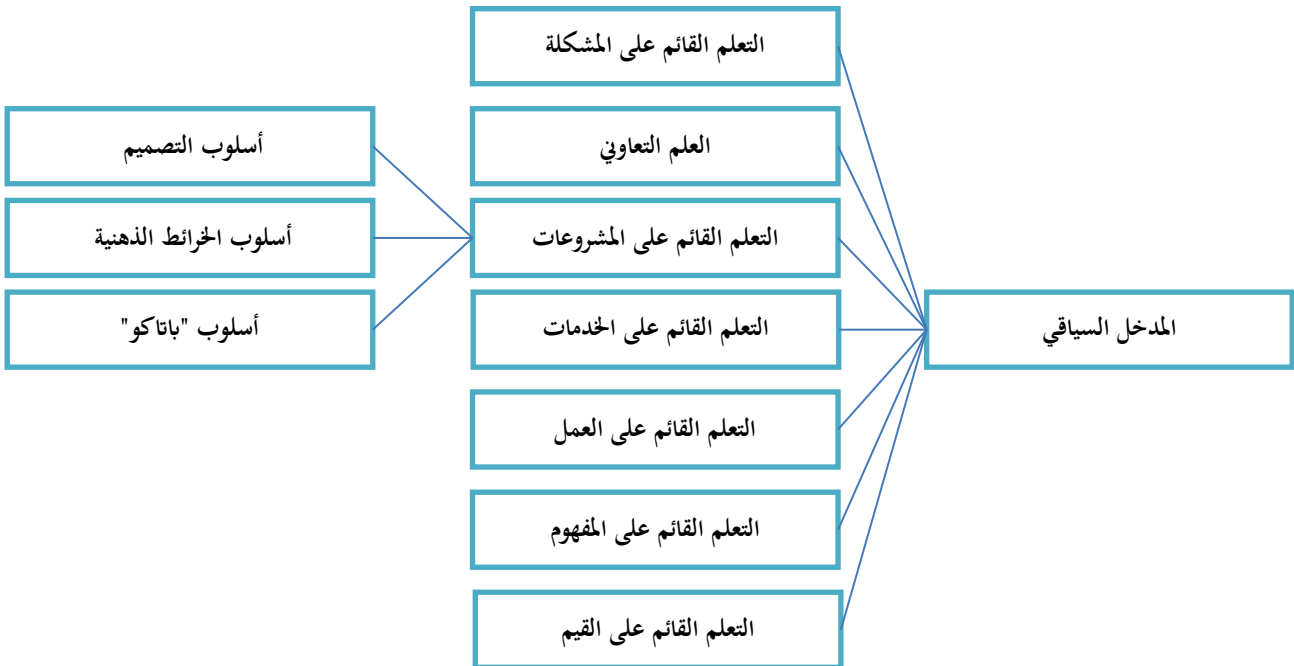 المدخل السياقي
التعلم القائم على المشكلة
العلم التعاوني
التعلم القائم على المشروعات
التعلم القائم على الخدمات
التعلم القائم على العمل
التعلم القائم على المفهوم
التعلم القائم على القيم
أسلوب التصميم
أسلوب الخرائط الذهنية
أسلوب "باتاكو"